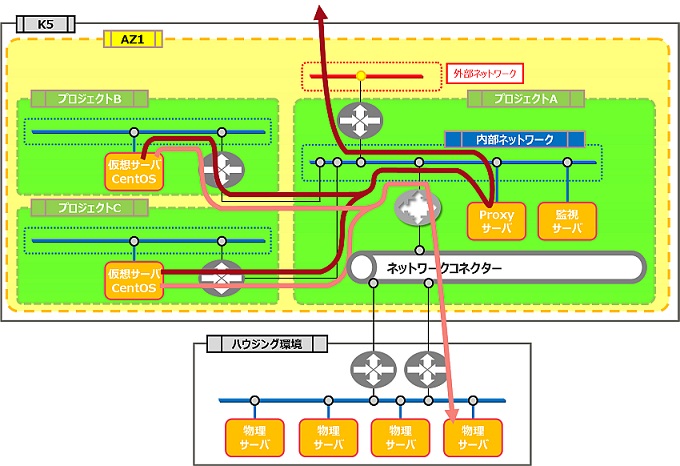 K5
AZ1
外部ネットワーク
プロジェクトB
プロジェクトA
内部ネットワーク
仮想サーバ
CentOS
プロジェクトC
Proxy
サーバ
監視
サーバ
仮想サーバ
CentOS
ネットワークコネクター
ハウジング環境
物理
サーバ
物理
サーバ
物理
サーバ
物理
サーバ